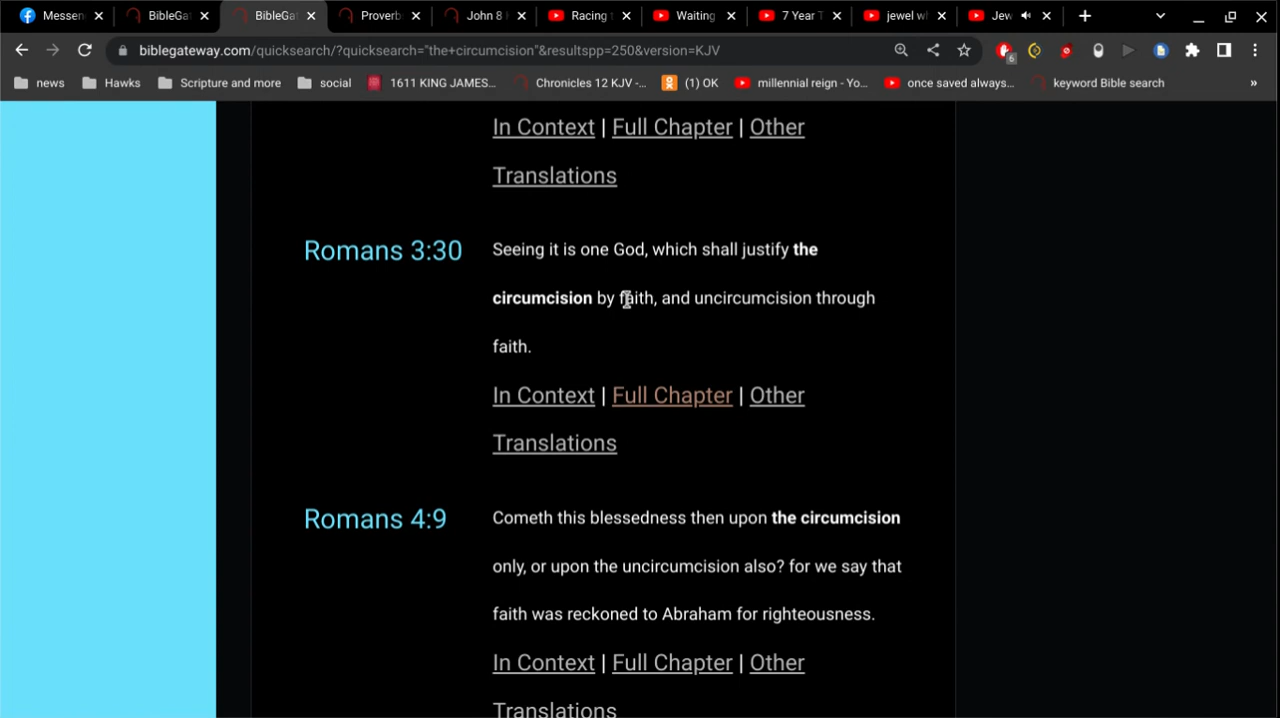 Messen
BibleGat
BibleGat
Proverb
John 8
Racing t
Waiting
7 Year T
jewel wh
Jew
biblegateway.com/quicksearch/?quicksearch="the+circumcision"&resultspp=250&version=KJV
6
news
Hawks
Scripture and more
social
1611 KING JAMES...
Chronicles 12 KJV -...
(1) OK
millennial reign - Yo...
once saved always...
keyword Bible search
»
In Context | Full Chapter | Other
Translations
Romans 3:30
Seeing it is one God, which shall justify the
circumcision by faith, and uncircumcision through
faith.
In Context | Full Chapter | Other
Translations
Romans 4:9
Cometh this blessedness then upon the circumcision
only, or upon the uncircumcision also? for we say that
faith was reckoned to Abraham for righteousness.
In Context | Full Chapter | Other
Translations